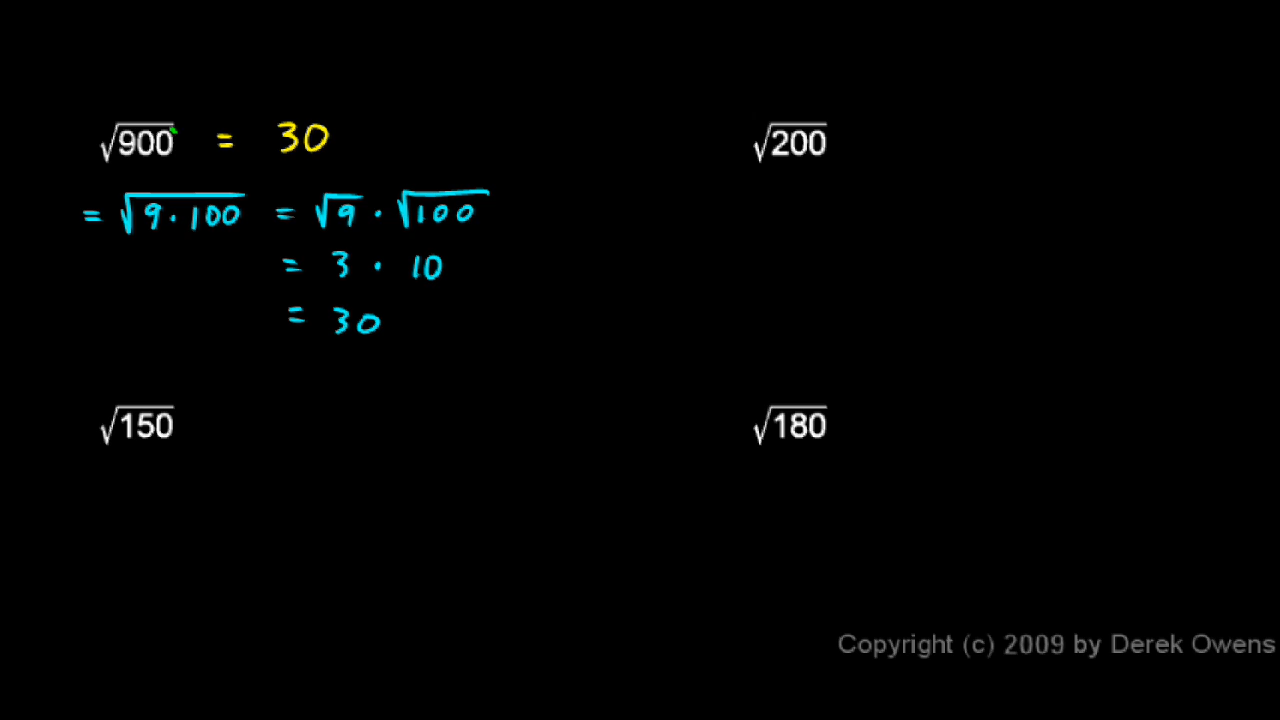 √900 = 30
= √9·100 = √9 · √100
= 3 · 10
= 30
√200
√150
√180
Copyright (c) 2009 by Derek Owens